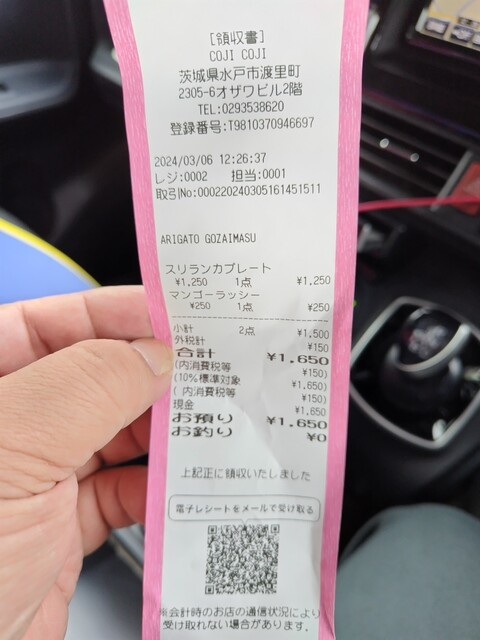 [領収書]
COJI COJI
茨城県水戸市渡里町
2305-6オザワビル2階
TEL:0293538620
登録番号:T9810370946697
2024/03/06 12:26:37
レジ:0002 担当:0001
取引No:000220240305161451511
ARIGATO GOZAIMASU
スリランカプレート
¥1,250 1点 ¥1,250
マンゴーラッシー
¥250 1点 ¥250
小計 2点 ¥1,500
外税計 ¥150
合計 ¥1,650
(内消費税等 ¥150)
(10%標準対象 ¥1,650)
( 内消費税等 ¥150)
現金 ¥1,650
お預り ¥1,650
お釣り ¥0
上記正に領収いたしました
電子レシートをメールで受け取る
※会計時のお店の通信状況により
受け取れない場合があります。